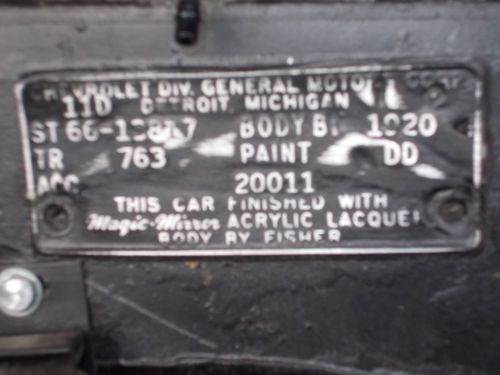 CHEVROLET DIV. GENERAL MOTORS CORP
11D DETROIT, MICHIGAN
ST 66-13817 BODY BF 1020
TR 763 PAINT DD
ACC 20011
THIS CAR FINISHED WITH
Magic-Mirror ACRYLIC LACQUER
BODY BY FISHER